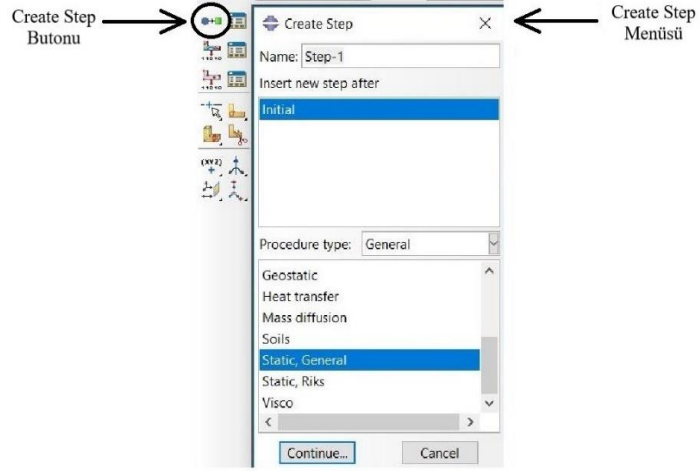 Create Step
Butonu
Create Step
Name: Step-1
Insert new step after
Initial
Procedure type: General
Geostatic
Heat transfer
Mass diffusion
Soils
Static, General
Static, Riks
Visco
Continue... Cancel
(XYZ)
Create Step
Menüsü